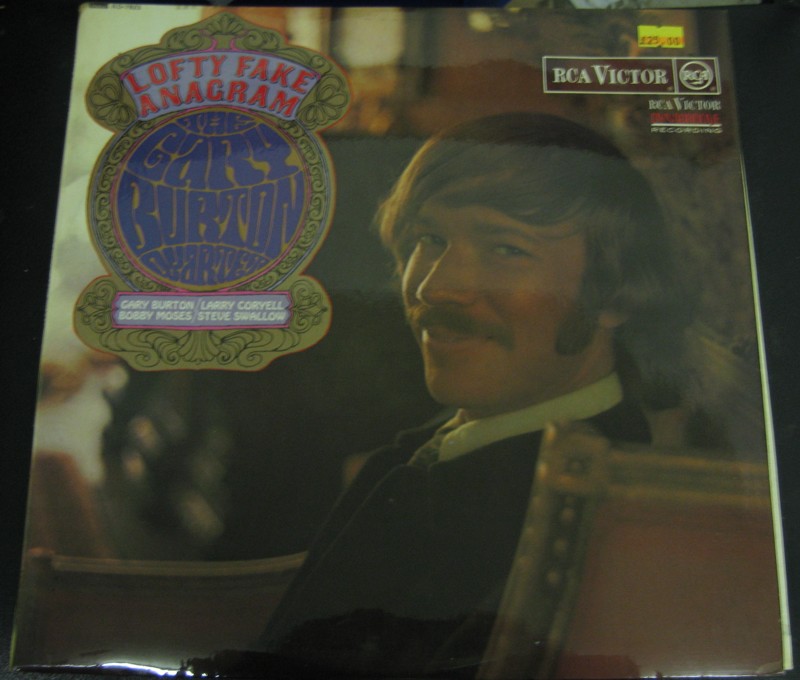 LOFTY FAKE
ANAGRAM
THE
GARY
BURTON
QUARTET
GARY BURTON / LARRY CORYELL
BOBBY MOSES / STEVE SWALLOW
RCA VICTOR RCA
RCA VICTOR
RECORDING